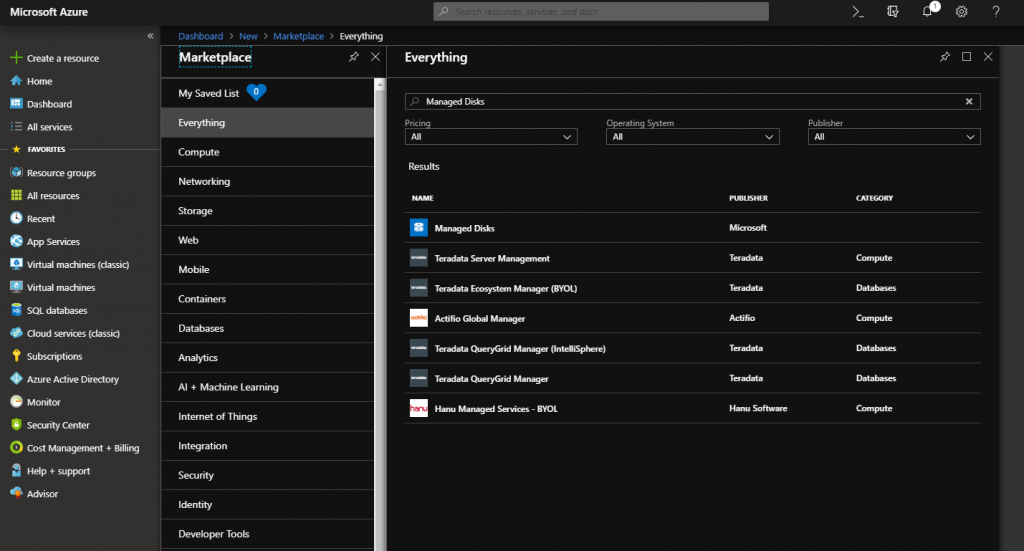 Microsoft Azure
Search resources, services, and docs
1
Dashboard > New > Marketplace > Everything
Create a resource
Home
Dashboard
All services
FAVORITES
Resource groups
All resources
Recent
App Services
Virtual machines (classic)
Virtual machines
SQL databases
Cloud services (classic)
Subscriptions
Azure Active Directory
Monitor
Security Center
Cost Management + Billing
Help + support
Advisor
Marketplace
My Saved List 0
Everything
Compute
Networking
Storage
Web
Mobile
Containers
Databases
Analytics
AI + Machine Learning
Internet of Things
Integration
Security
Identity
Developer Tools
Everything
Managed Disks
Pricing Operating System Publisher
All All All
Results
NAME PUBLISHER CATEGORY
Managed Disks Microsoft
teradata. Teradata Server Management Teradata Compute
teradata. Teradata Ecosystem Manager (BYOL) Teradata Databases
actifio Actifio Global Manager Actifio Compute
teradata. Teradata QueryGrid Manager (IntelliSphere) Teradata Databases
teradata. Teradata QueryGrid Manager Teradata Databases
hanu Hanu Managed Services - BYOL Hanu Software Compute